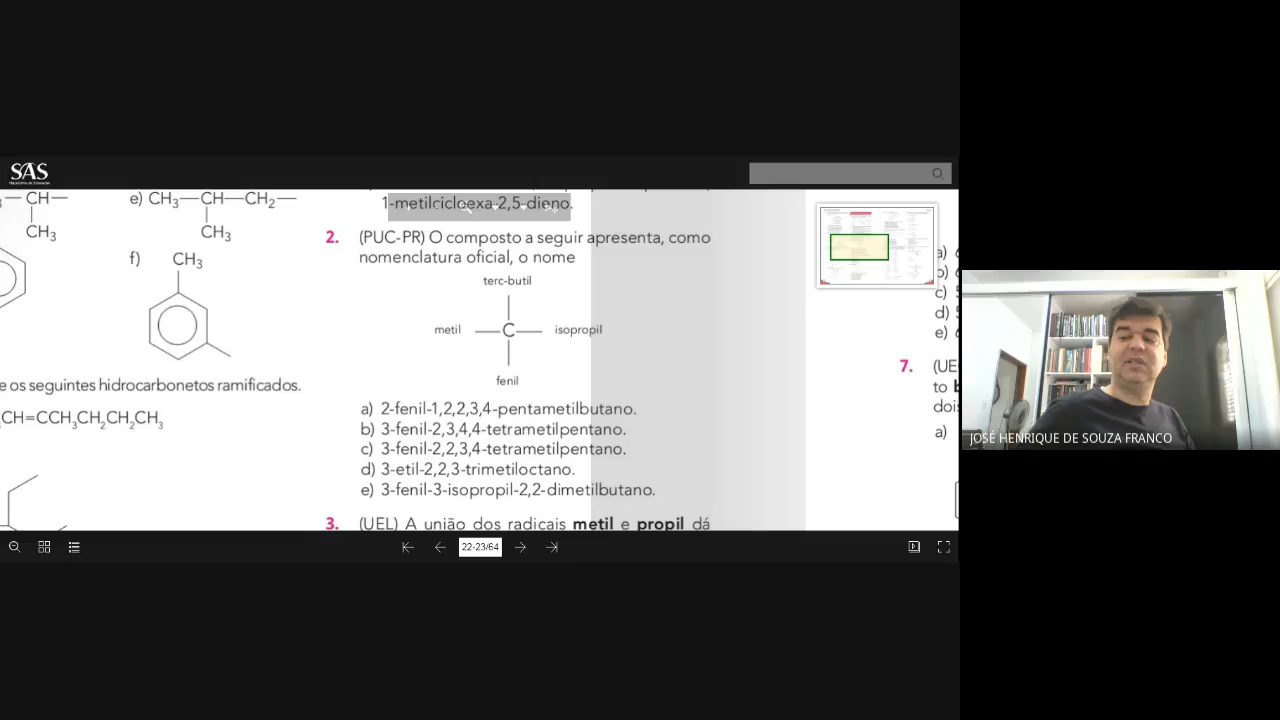 SAS
e) CH3—CH—CH2—
— CH—
CH3
CH3
f) CH3
e os seguintes hidrocarbonetos ramificados.
CH=CCH3CH2CH2CH3
1-metilcicloexa-2,5-dieno.
2. (PUC-PR) O composto a seguir apresenta, como
nomenclatura oficial, o nome
terc-butil
metil — C — isopropil
fenil
a) 2-fenil-1,2,2,3,4-pentametilbutano.
b) 3-fenil-2,3,4,4-tetrametilpentano.
c) 3-fenil-2,2,3,4-tetrametilpentano.
d) 3-etil-2,2,3-trimetiloctano.
e) 3-fenil-3-isopropil-2,2-dimetilbutano.
3. (UEL) A união dos radicais metil e propil dá
a)
b)
c)
d)
e)
7. (UE
to b
dois
a)
22-23/64
JOSÉ HENRIQUE DE SOUZA FRANCO